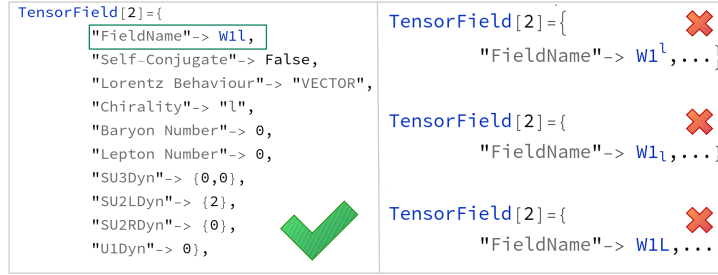 TensorField[2]={
"FieldName"-> W1l,
"Self-Conjugate"-> False,
"Lorentz Behaviour"-> "VECTOR",
"Chirality"-> "l",
"Baryon Number"-> 0,
"Lepton Number"-> 0,
"SU3Dyn"-> {0,0},
"SU2LDyn"-> {2},
"SU2RDyn"-> {0},
"U1Dyn"-> 0},
TensorField[2]={
"FieldName"-> W1ˡ,...}
TensorField[2]={
"FieldName"-> W1ₗ,...}
TensorField[2]={
"FieldName"-> W1L,...